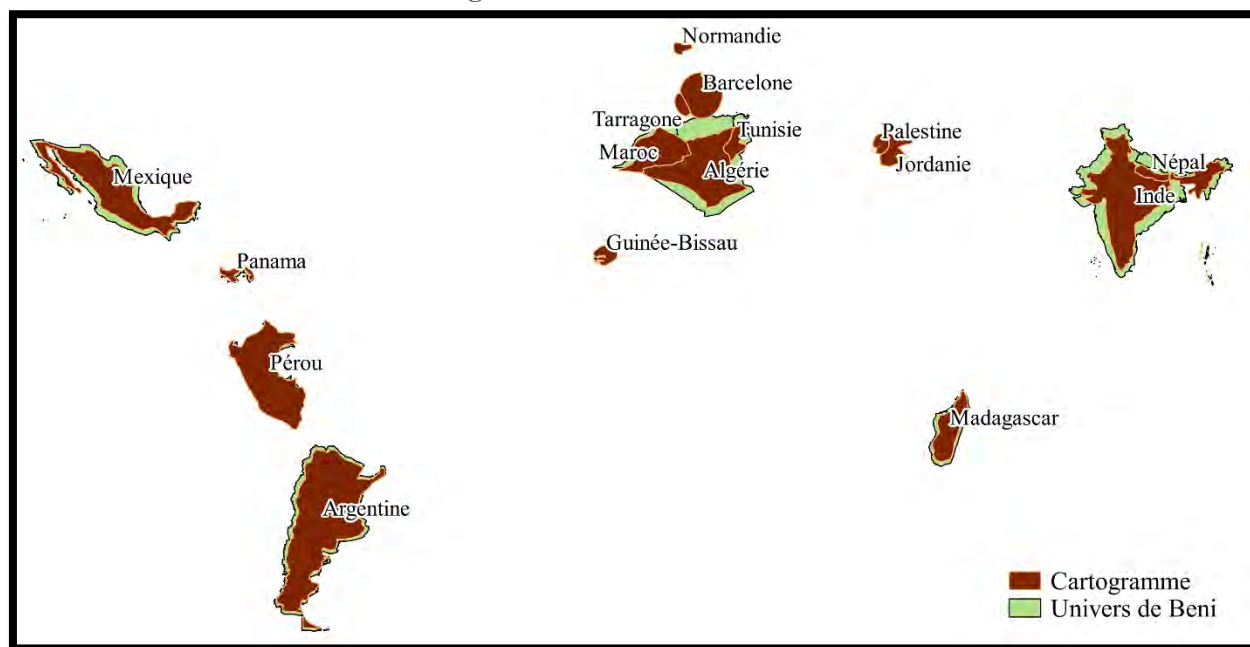 Normandie
Barcelone
Tarragone
Tunisie
Palestine
Maroc
Algérie
Jordanie
Népal
Mexique
Inde
Guinée-Bissau
Panama
Pérou
Madagascar
Argentine
Cartogramme
Univers de Beni